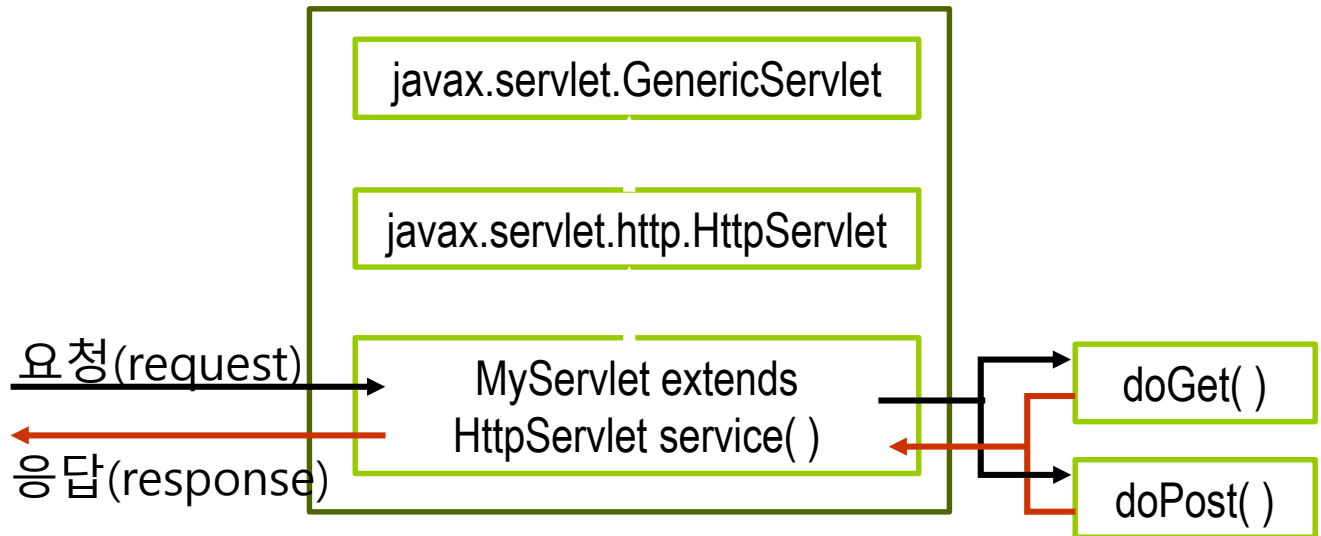 javax.servlet.GenericServlet
javax.servlet.http.HttpServlet
요청(request)
응답(response)
MyServlet extends
HttpServlet service( )
doGet( )
doPost( )